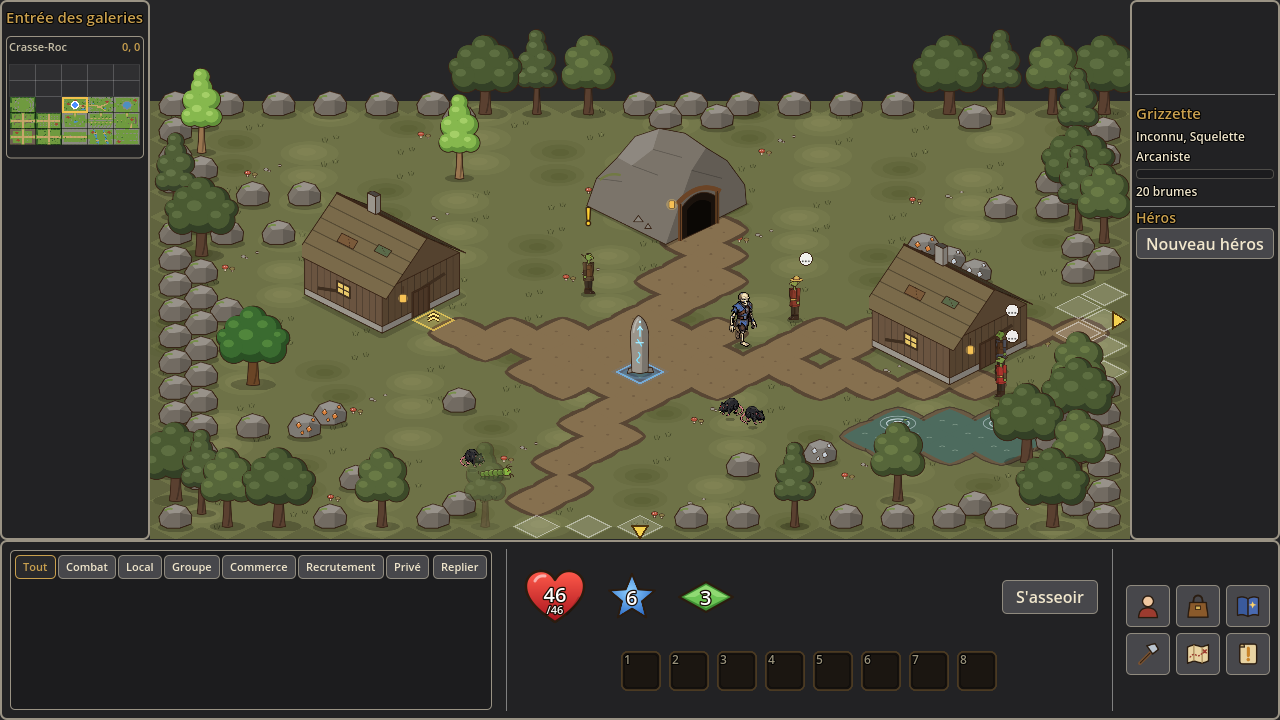 Entrée des galeries
Crasse-Roc 0, 0
Grizzette
Inconnu, Squelette
Arcaniste
20 brumes
Héros
Nouveau héros
Tout Combat Local Groupe Commerce Recrutement Privé Replier
46
/46
6
3
S'asseoir
1 2 3 4 5 6 7 8